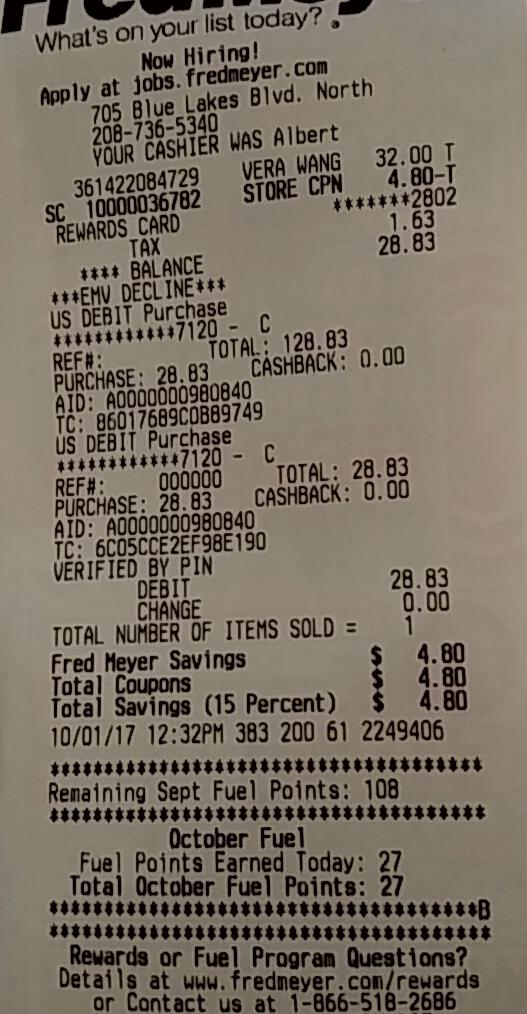 What's on your list today?
Now Hiring!
Apply at jobs.fredmeyer.com
705 Blue Lakes Blvd. North
208-736-5340
YOUR CASHIER WAS Albert
361422084729 VERA WANG 32.00 T
SC 10000036782 STORE CPN 4.80-T
REWARDS CARD *******2802
TAX 1.63
**** BALANCE 28.83
***EMV DECLINE***
US DEBIT Purchase
************7120 - C
REF#: TOTAL: 128.83
PURCHASE: 28.83 CASHBACK: 0.00
AID: A0000000980840
TC: 86017689C0B89749
US DEBIT Purchase
************7120 - C
REF#: 000000 TOTAL: 28.83
PURCHASE: 28.83 CASHBACK: 0.00
AID: A0000000980840
TC: 6C05CCE2EF98E190
VERIFIED BY PIN
DEBIT 28.83
CHANGE 0.00
TOTAL NUMBER OF ITEMS SOLD = 1
Fred Meyer Savings $ 4.80
Total Coupons $ 4.80
Total Savings (15 Percent) $ 4.80
10/01/17 12:32PM 383 200 61 2249406
****************************************
Remaining Sept Fuel Points: 108
****************************************
October Fuel
Fuel Points Earned Today: 27
Total October Fuel Points: 27
***************************************B
****************************************
Rewards or Fuel Program Questions?
Details at www.fredmeyer.com/rewards
or Contact us at 1-866-518-2686